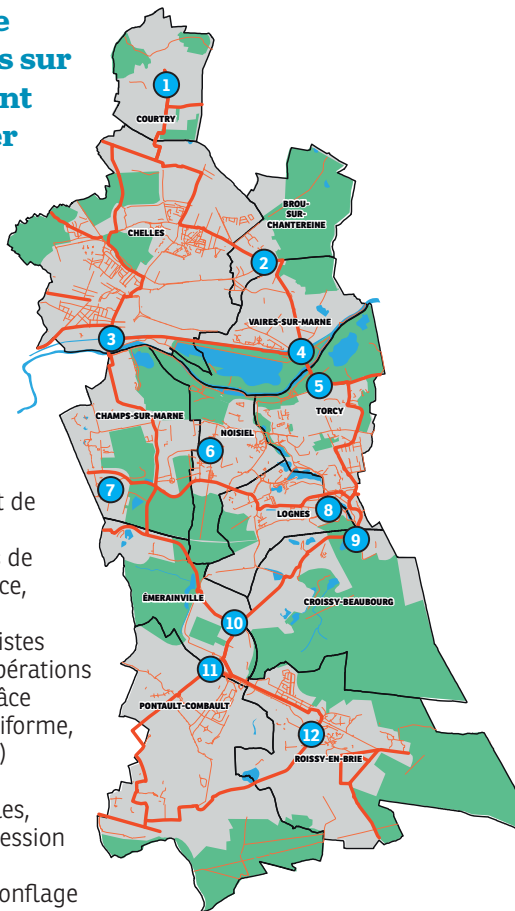 e
s sur
nt
er
1
COURTRY
BROU-
SUR-
CHANTEREINE
CHELLES
2
VAIRES-SUR-MARNE
3
4
5
TORCY
CHAMPS-SUR-MARNE
NOISIEL
6
7
LOGNES
8
9
ÉMERAINVILLE
CROISSY-BEAUBOURG
10
11
PONTAULT-COMBAULT
12
ROISSY-EN-BRIE
t de
s de
ce,
istes
pérations
âce
iforme,
)
les,
ession
onflage